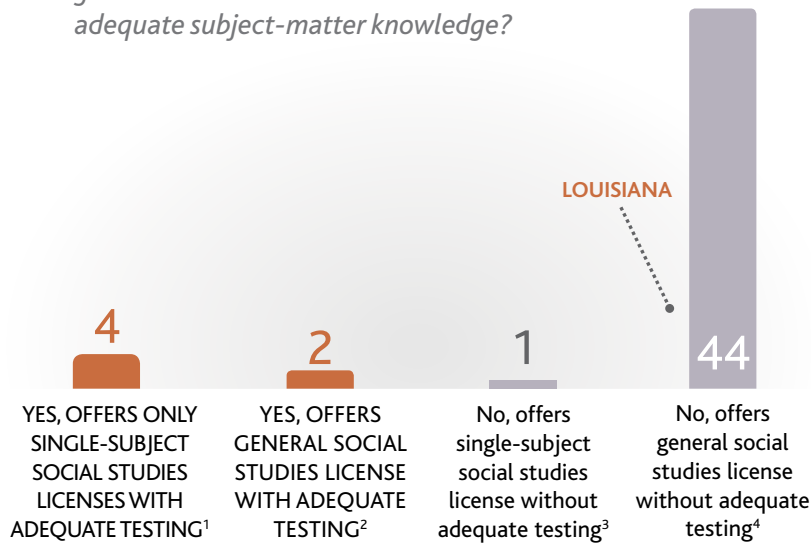 adequate subject-matter knowledge?
LOUISIANA
4
2
1
44
YES, OFFERS ONLY
SINGLE-SUBJECT
SOCIAL STUDIES
LICENSES WITH
ADEQUATE TESTING¹
YES, OFFERS
GENERAL SOCIAL
STUDIES LICENSE
WITH ADEQUATE
TESTING²
No, offers
single-subject
social studies
license without
adequate testing³
No, offers
general social
studies license
without adequate
testing⁴